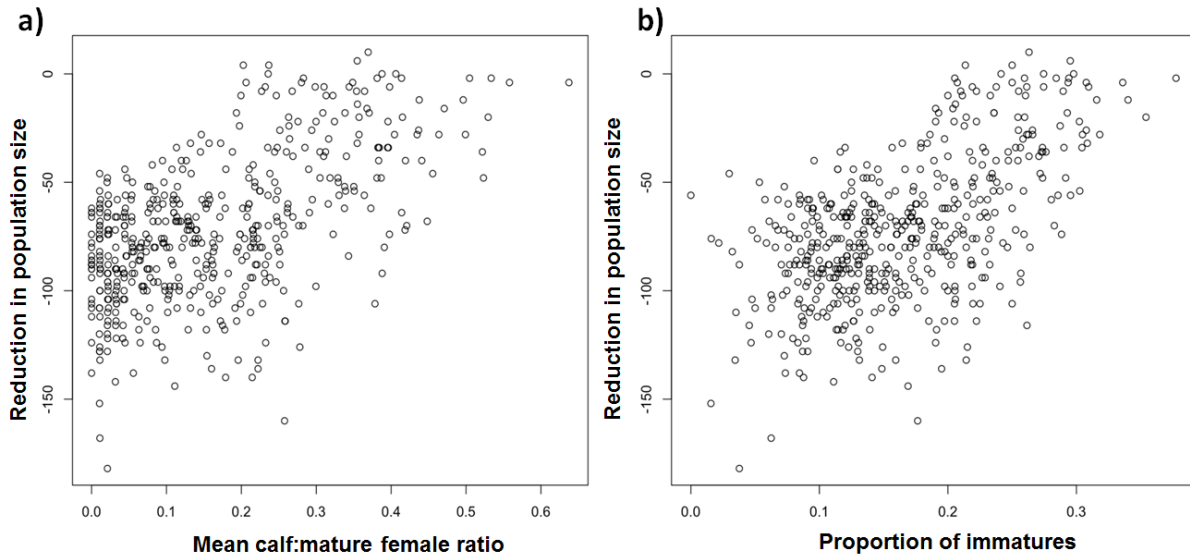 a)
Reduction in population size
0
-50
-100
-150
0.0 0.1 0.2 0.3 0.4 0.5 0.6
Mean calf:mature female ratio
b)
Reduction in population size
0
-50
-100
-150
0.0 0.1 0.2 0.3
Proportion of immatures